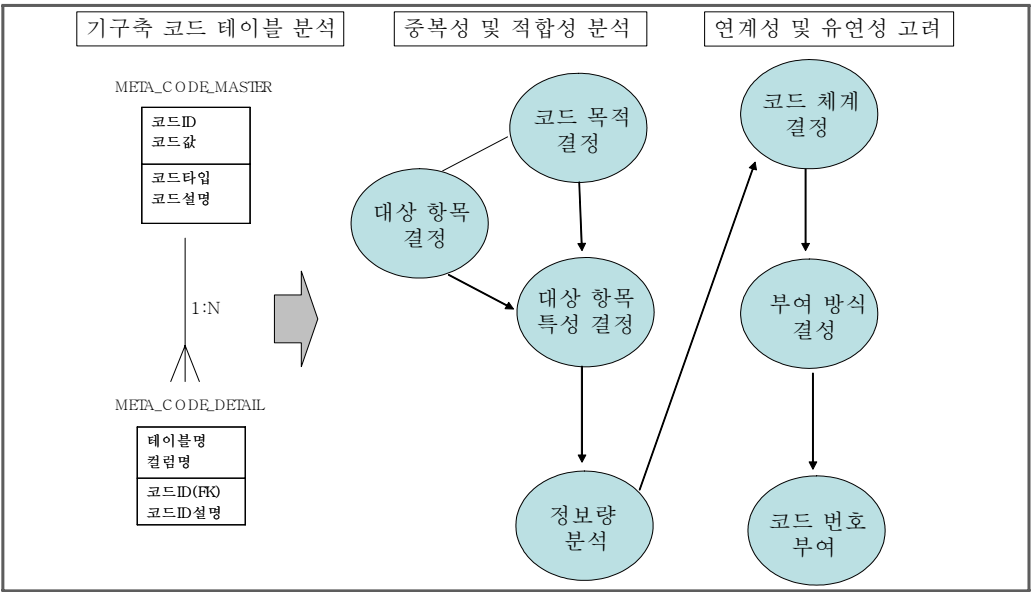 기구축 코드 테이블 분석
META_CODE_MASTER
코드ID
코드값
코드타입
코드설명
1:N
META_CODE_DETAIL
테이블명
컬럼명
코드ID(FK)
코드ID설명
중복성 및 적합성 분석
코드 목적
결정
대상 항목
결정
대상 항목
특성 결정
정보량
분석
연계성 및 유연성 고려
코드 체계
결정
부여 방식
결성
코드 번호
부여